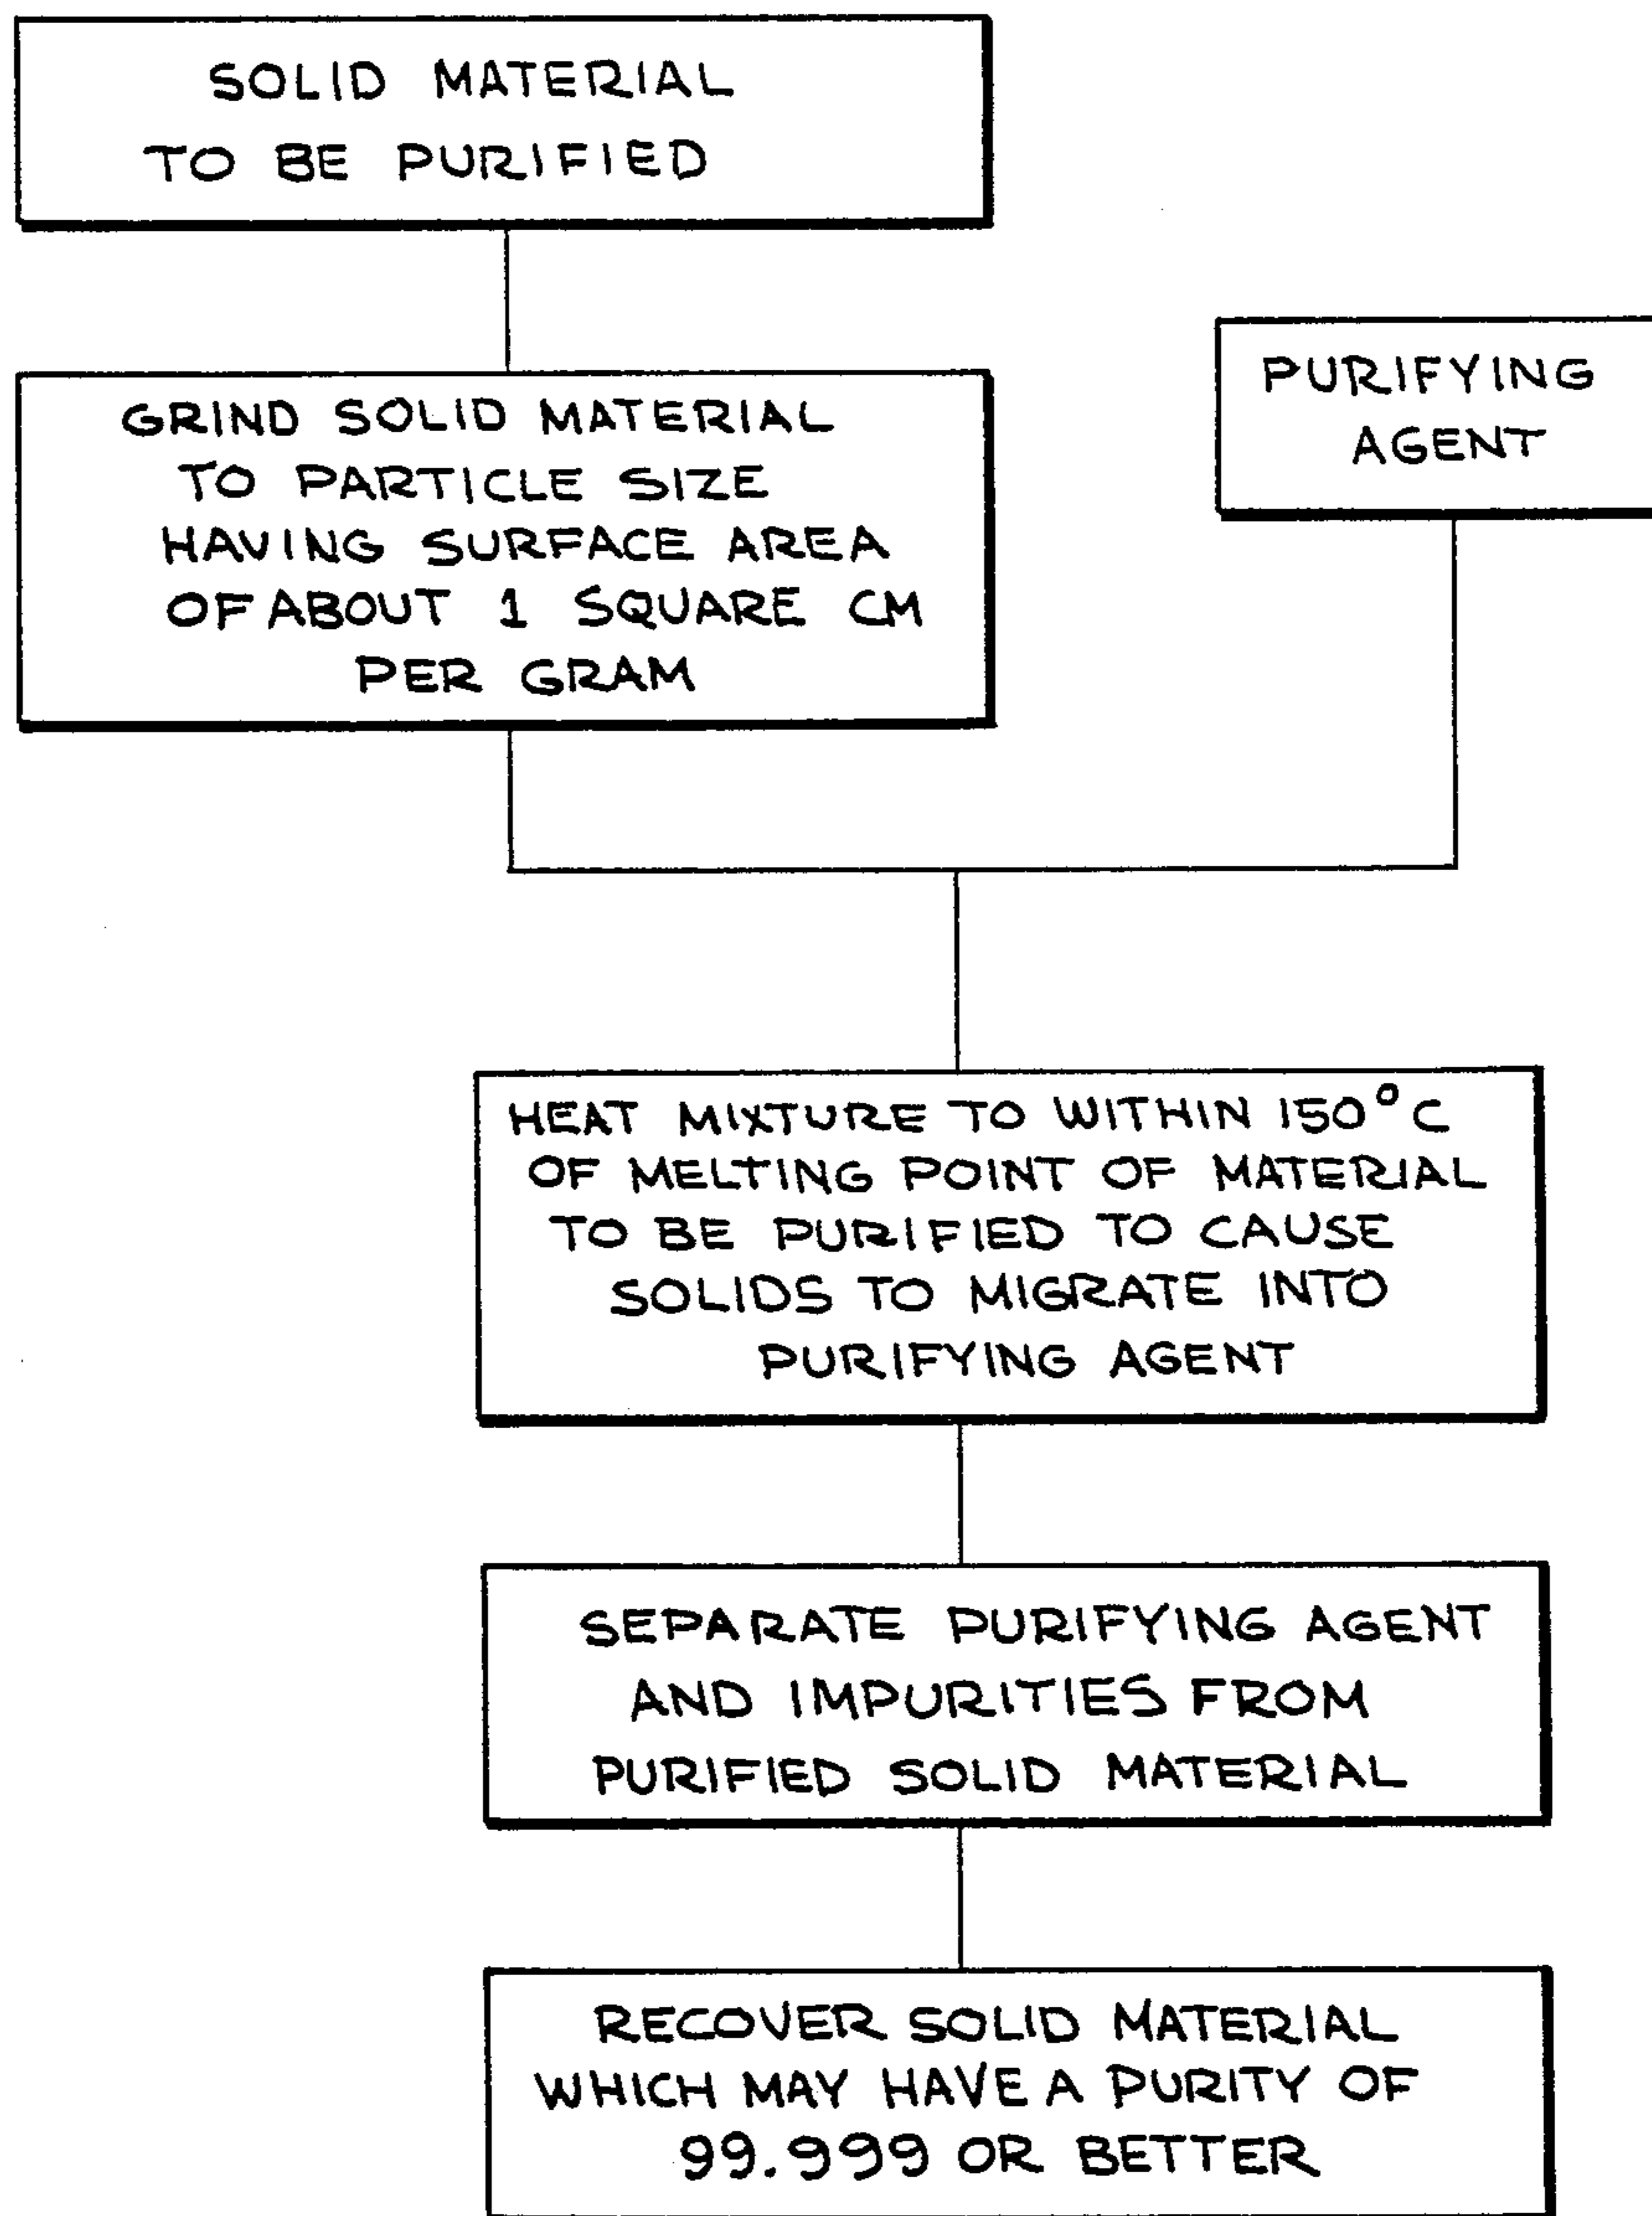 SOLID MATERIAL
TO BE PURIFIED
GRIND SOLID MATERIAL
TO PARTICLE SIZE
HAVING SURFACE AREA
OF ABOUT 1 SQUARE CM
PER GRAM
PURIFYING
AGENT
HEAT MIXTURE TO WITHIN 150°C
OF MELTING POINT OF MATERIAL
TO BE PURIFIED TO CAUSE
SOLIDS TO MIGRATE INTO
PURIFYING AGENT
SEPARATE PURIFYING AGENT
AND IMPURITIES FROM
PURIFIED SOLID MATERIAL
RECOVER SOLID MATERIAL
WHICH MAY HAVE A PURITY OF
99.999 OR BETTER